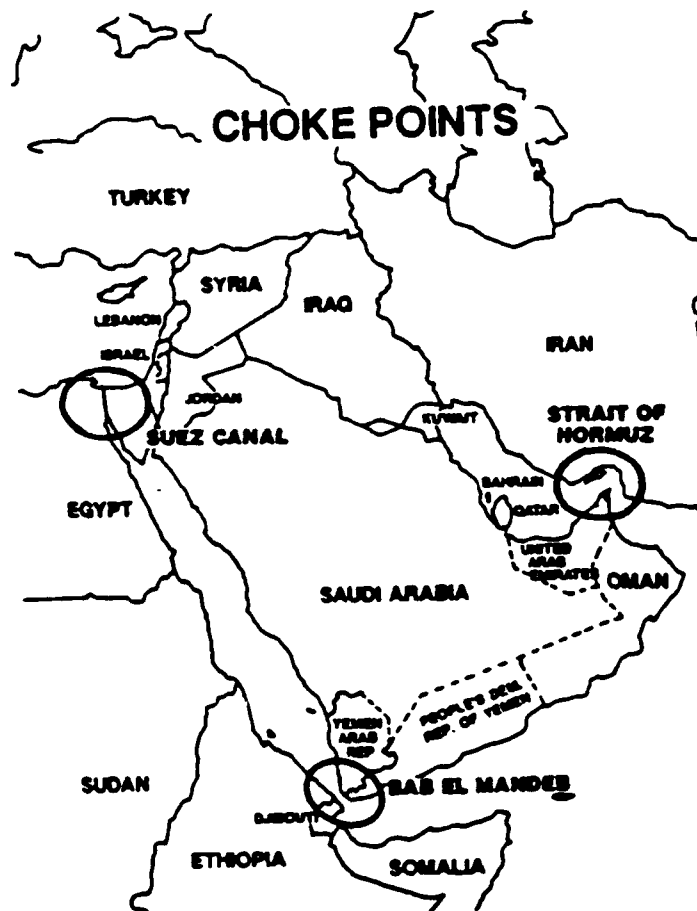 CHOKE POINTS
TURKEY
SYRIA
LEBANON
IRAQ
ISRAEL
IRAN
JORDAN
KUWAIT
STRAIT OF
HORMUZ
SUEZ CANAL
BAHRAIN
EGYPT
QATAR
UNITED
ARAB
EMIRATES
OMAN
SAUDI ARABIA
PEOPLE'S DEM.
REP. OF YEMEN
YEMEN
ARAB
REP
SUDAN
BAB EL MANDEB
DJIBOUTI
ETHIOPIA
SOMALIA